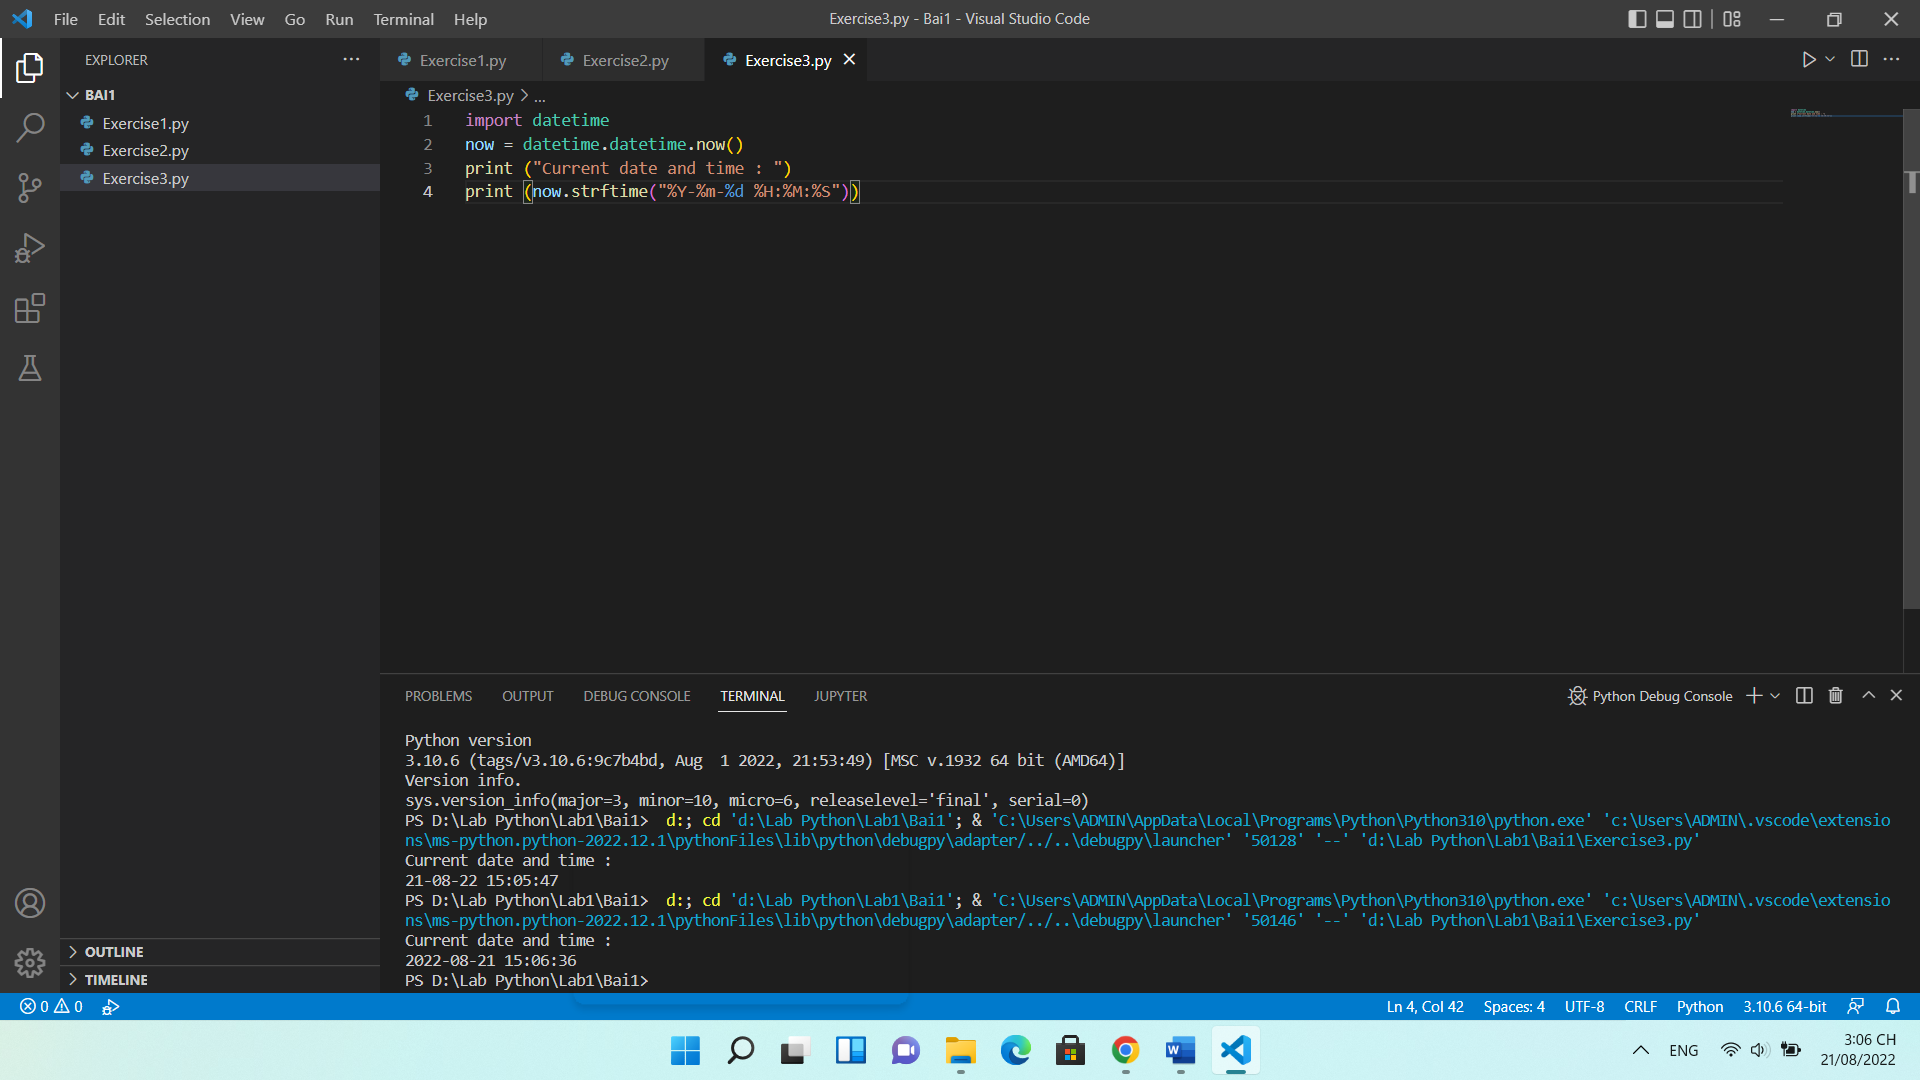 File Edit Selection View Go Run Terminal Help
Exercise3.py - Bai1 - Visual Studio Code
EXPLORER
BAI1
Exercise1.py
Exercise2.py
Exercise3.py
OUTLINE
TIMELINE
Exercise1.py Exercise2.py Exercise3.py
Exercise3.py > ...
1 import datetime
2 now = datetime.datetime.now()
3 print ("Current date and time : ")
4 print (now.strftime("%Y-%m-%d %H:%M:%S"))
PROBLEMS OUTPUT DEBUG CONSOLE TERMINAL JUPYTER
Python Debug Console
Python version
3.10.6 (tags/v3.10.6:9c7b4bd, Aug  1 2022, 21:53:49) [MSC v.1932 64 bit (AMD64)]
Version info.
sys.version_info(major=3, minor=10, micro=6, releaselevel='final', serial=0)
PS D:\Lab Python\Lab1\Bai1>  d:; cd 'd:\Lab Python\Lab1\Bai1'; & 'C:\Users\ADMIN\AppData\Local\Programs\Python\Python310\python.exe' 'c:\Users\ADMIN\.vscode\extensio
ns\ms-python.python-2022.12.1\pythonFiles\lib\python\debugpy\adapter/../..\debugpy\launcher' '50128' '--' 'd:\Lab Python\Lab1\Bai1\Exercise3.py'
Current date and time :
21-08-22 15:05:47
PS D:\Lab Python\Lab1\Bai1>  d:; cd 'd:\Lab Python\Lab1\Bai1'; & 'C:\Users\ADMIN\AppData\Local\Programs\Python\Python310\python.exe' 'c:\Users\ADMIN\.vscode\extensio
ns\ms-python.python-2022.12.1\pythonFiles\lib\python\debugpy\adapter/../..\debugpy\launcher' '50146' '--' 'd:\Lab Python\Lab1\Bai1\Exercise3.py'
Current date and time :
2022-08-21 15:06:36
PS D:\Lab Python\Lab1\Bai1>
0 0
Ln 4, Col 42 Spaces: 4 UTF-8 CRLF Python 3.10.6 64-bit
ENG
3:06 CH
21/08/2022